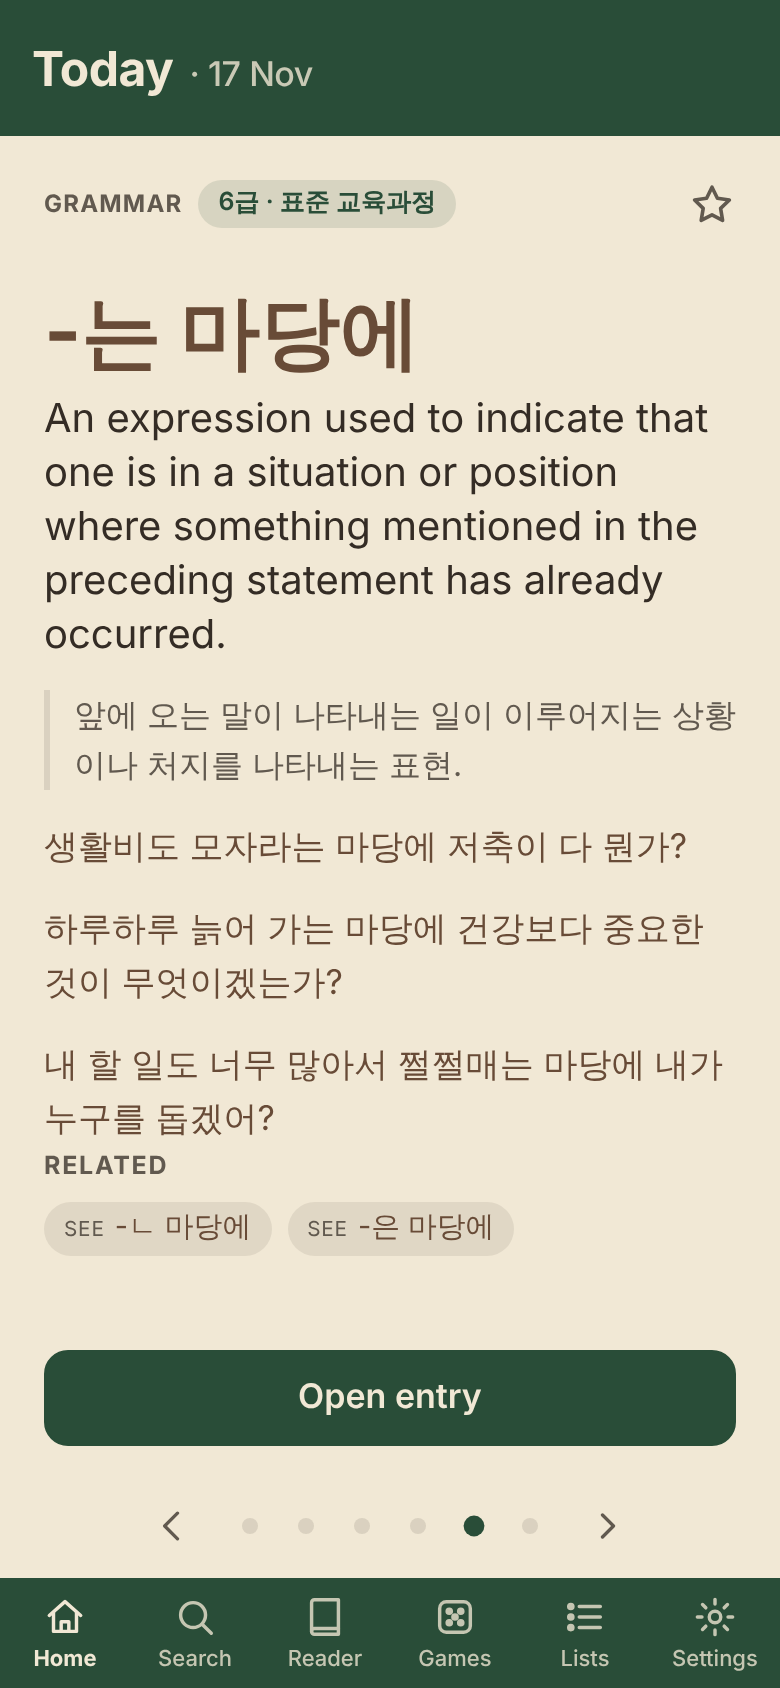 Today · 17 Nov
GRAMMAR 6급 · 표준 교육과정
-는 마당에
An expression used to indicate that
one is in a situation or position
where something mentioned in the
preceding statement has already
occurred.
앞에 오는 말이 나타내는 일이 이루어지는 상황
이나 처지를 나타내는 표현.
생활비도 모자라는 마당에 저축이 다 뭔가?
하루하루 늙어 가는 마당에 건강보다 중요한
것이 무엇이겠는가?
내 할 일도 너무 많아서 쩔쩔매는 마당에 내가
누구를 돕겠어?
RELATED
SEE -ㄴ 마당에 SEE -은 마당에
Open entry
Home Search Reader Games Lists Settings